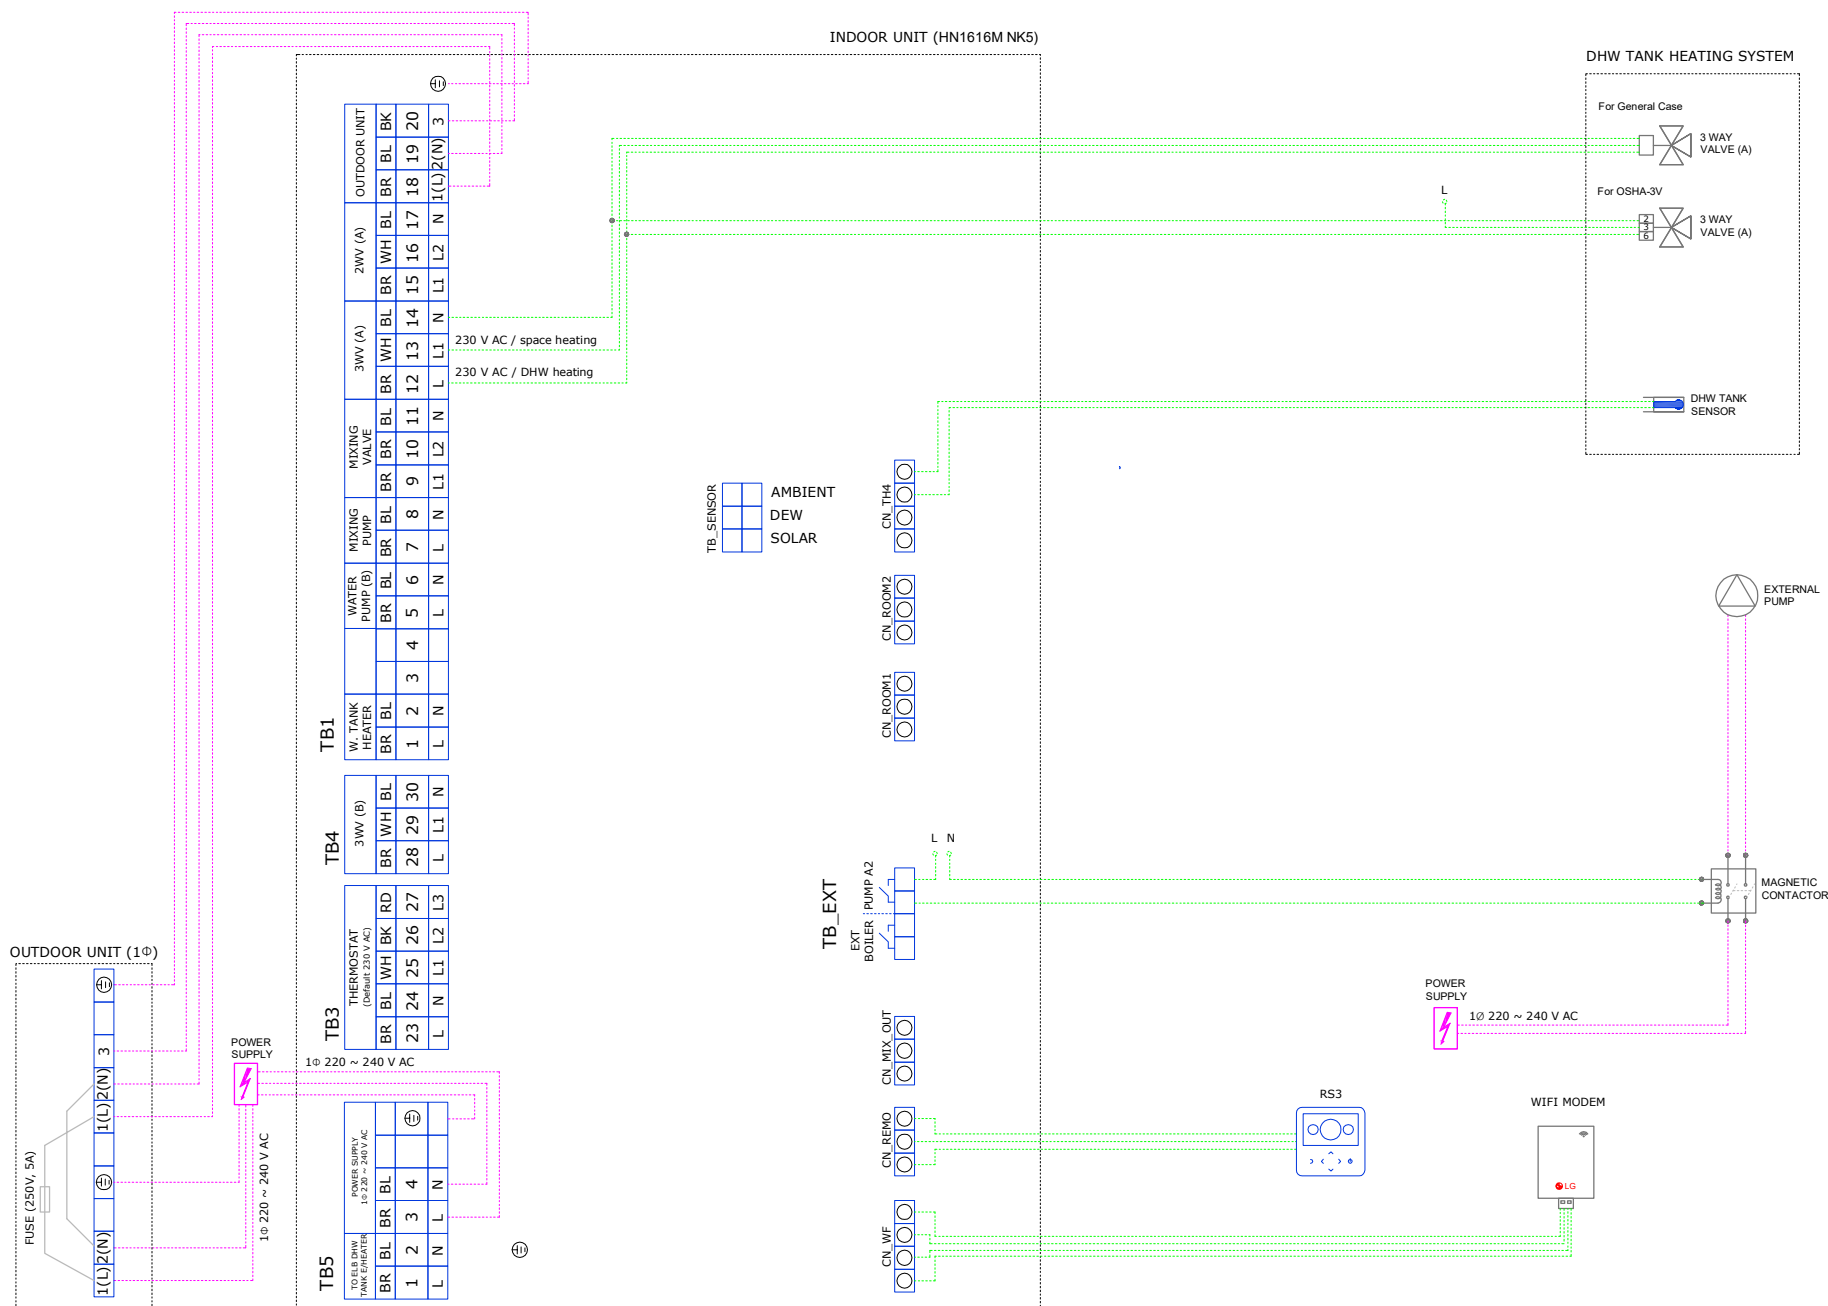 INDOOR UNIT (HN1616M NK5)
DHW TANK HEATING SYSTEM
For General Case
3 WAY
VALVE (A)
For OSHA-3V
L
2
3
6
3 WAY
VALVE (A)
DHW TANK
SENSOR
OUTDOOR UNIT
BK 20 3
BL 19 2(N)
BR 18 1(L)
2WV (A)
BL 17 N
WH 16 L2
BR 15 L1
3WV (A)
BL 14 N
WH 13 L1
BR 12 L
230 V AC / space heating
230 V AC / DHW heating
MIXING
VALVE
BL 11 N
BR 10 L2
BR 9 L1
MIXING
PUMP
BL 8 N
BR 7 L
WATER
PUMP (B)
BL 6 N
BR 5 L
4
3
W. TANK
HEATER
BL 2 N
BR 1 L
TB1
TB_SENSOR
AMBIENT
DEW
SOLAR
CN_TH4
CN_ROOM2
CN_ROOM1
EXTERNAL
PUMP
TB4
3WV (B)
BL 30 N
WH 29 L1
BR 28 L
TB3
THERMOSTAT
(Default 230 V AC)
RD 27 L3
BK 26 L2
WH 25 L1
BL 24 N
BR 23 L
L N
TB_EXT
PUMP A2
EXT
BOILER
MAGNETIC
CONTACTOR
OUTDOOR UNIT (1Φ)
3
2(N)
1(L)
2(N)
1(L)
FUSE (250V, 5A)
POWER
SUPPLY
1Φ 220 ~ 240 V AC
1Φ 220 ~ 240 V AC
POWER
SUPPLY
1Ø 220 ~ 240 V AC
CN_MIX_OUT
CN_REMO
RS3
WIFI MODEM
LG
CN_WF
TB5
POWER SUPPLY
1Φ 220 ~ 240 V AC
BL 4 N
BR 3 L
TO ELB DHW
TANK E/HEATER
BL 2 N
BR 1 L